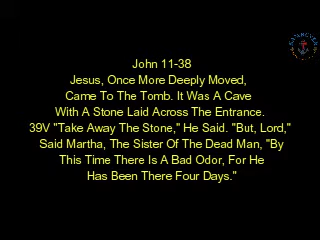 John 11-38
Jesus, Once More Deeply Moved,
Came To The Tomb. It Was A Cave
With A Stone Laid Across The Entrance.
39V "Take Away The Stone," He Said. "But, Lord,"
Said Martha, The Sister Of The Dead Man, "By
This Time There Is A Bad Odor, For He
Has Been There Four Days."